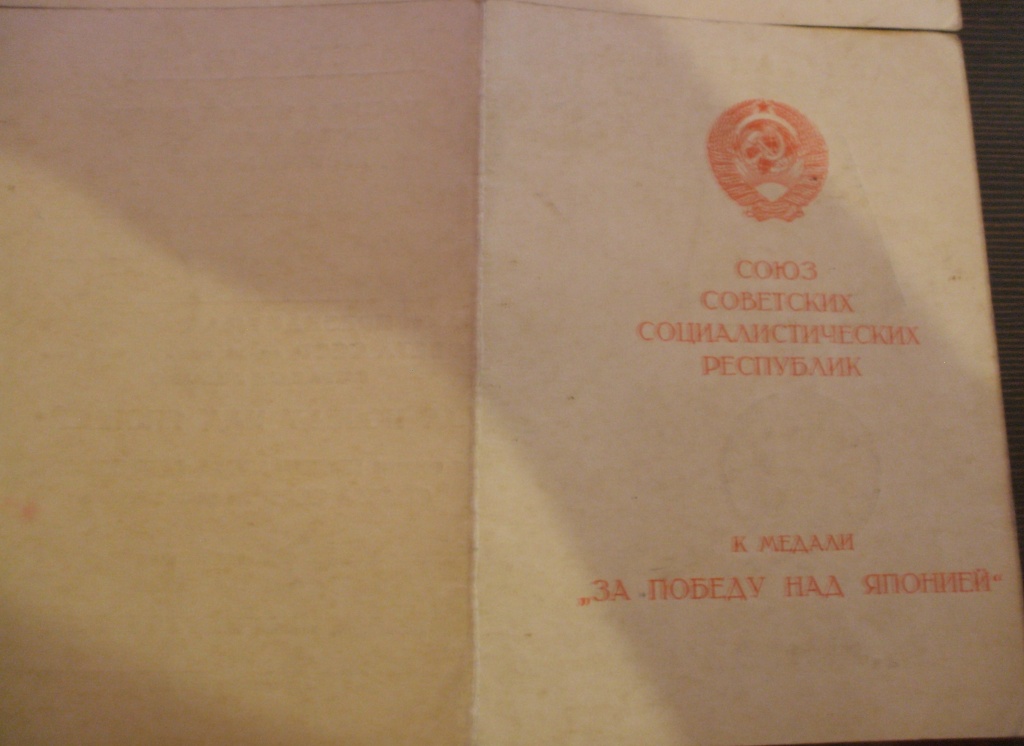 СОЮЗ
СОВЕТСКИХ
СОЦИАЛИСТИЧЕСКИХ
РЕСПУБЛИК
К МЕДАЛИ
„ЗА ПОБЕДУ НАД ЯПОНИЕЙ“